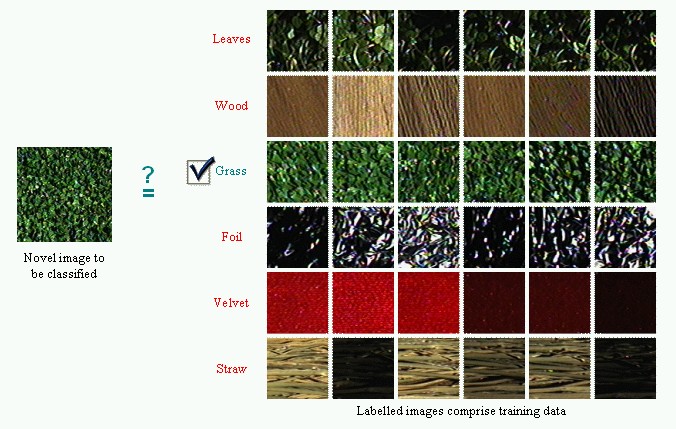 Leaves
Wood
?
=
Grass
Foil
Novel image to
be classified
Velvet
Straw
Labelled images comprise training data